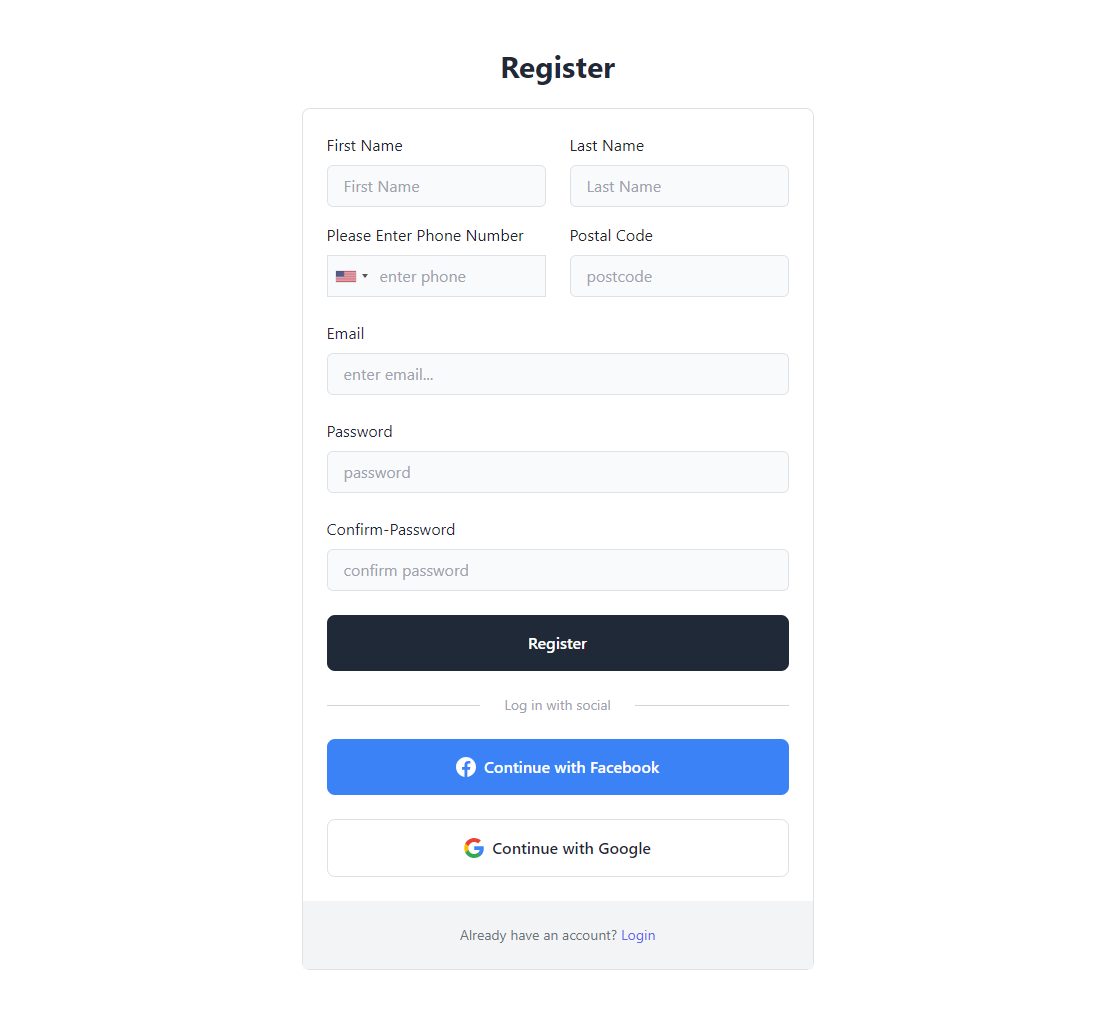 Register
First Name Last Name
First Name Last Name
Please Enter Phone Number Postal Code
enter phone postcode
Email
enter email...
Password
password
Confirm-Password
confirm password
Register
Log in with social
Continue with Facebook
Continue with Google
Already have an account? Login